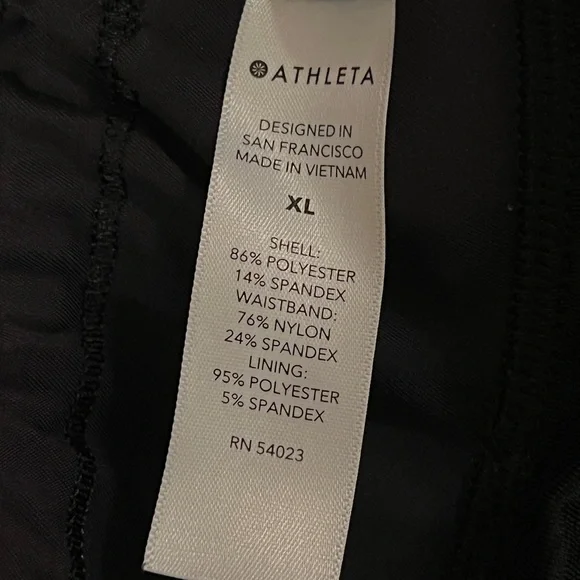 ATHLETA
DESIGNED IN
SAN FRANCISCO
MADE IN VIETNAM
XL
SHELL:
86% POLYESTER
14% SPANDEX
WAISTBAND:
76% NYLON
24% SPANDEX
LINING:
95% POLYESTER
5% SPANDEX
RN 54023